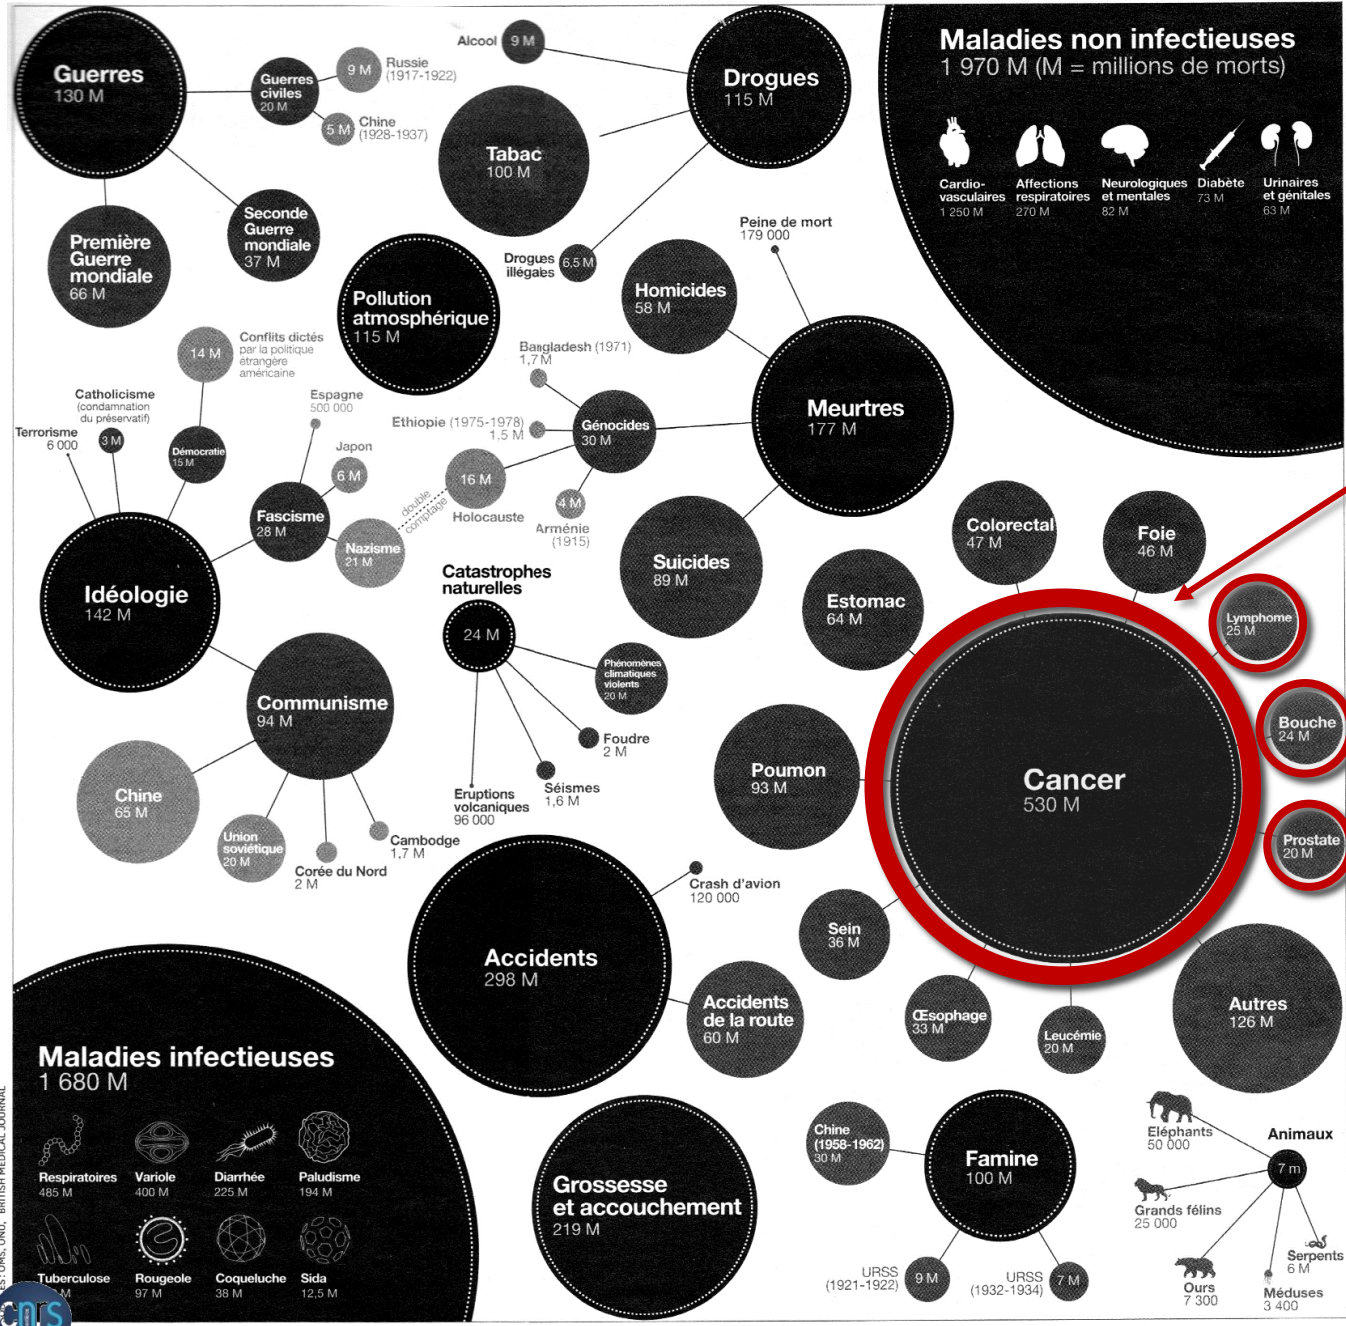 Guerres
130 M
Guerres
civiles
20 M
9 M
Russie
(1917-1922)
5 M
Chine
(1928-1937)
Première
Guerre
mondiale
66 M
Seconde
Guerre
mondiale
37 M
Alcool
9 M
Drogues
115 M
Tabac
100 M
Drogues
illégales
6,5 M
Maladies non infectieuses
1 970 M (M = millions de morts)
Cardio-
vasculaires
1 250 M
Affections
respiratoires
270 M
Neurologiques
et mentales
82 M
Diabète
73 M
Urinaires
et génitales
63 M
Pollution
atmosphérique
115 M
Peine de mort
179 000
Homicides
58 M
Meurtres
177 M
Bangladesh (1971)
1,7 M
Ethiopie (1975-1978)
1,5 M
Génocides
30 M
16 M
Holocauste
4 M
Arménie
(1915)
double
comptage
Suicides
89 M
14 M
Conflits dictés
par la politique
étrangère
américaine
Catholicisme
(condamnation
du préservatif)
3 M
Terrorisme
6 000
Démocratie
15 M
Espagne
500 000
Japon
6 M
Fascisme
28 M
Nazisme
21 M
Idéologie
142 M
Communisme
94 M
Chine
65 M
Union
soviétique
20 M
Corée du Nord
2 M
Cambodge
1,7 M
Catastrophes
naturelles
24 M
Phénomènes
climatiques
violents
20 M
Foudre
2 M
Séismes
1,6 M
Eruptions
volcaniques
96 000
Colorectal
47 M
Foie
46 M
Estomac
64 M
Lymphome
25 M
Bouche
24 M
Prostate
20 M
Cancer
530 M
Poumon
93 M
Sein
36 M
Œsophage
33 M
Leucémie
20 M
Autres
126 M
Accidents
298 M
Crash d'avion
120 000
Accidents
de la route
60 M
Maladies infectieuses
1 680 M
Respiratoires
485 M
Variole
400 M
Diarrhée
225 M
Paludisme
194 M
Tuberculose
M
Rougeole
97 M
Coqueluche
38 M
Sida
12,5 M
Grossesse
et accouchement
219 M
Chine
(1958-1962)
30 M
Famine
100 M
URSS
(1921-1922)
9 M
URSS
(1932-1934)
7 M
Eléphants
50 000
Animaux
7 m
Grands félins
25 000
Ours
7 300
Méduses
3 400
Serpents
6 M
: OMS, ONU, BRITISH MEDICAL JOURNAL
cnrs